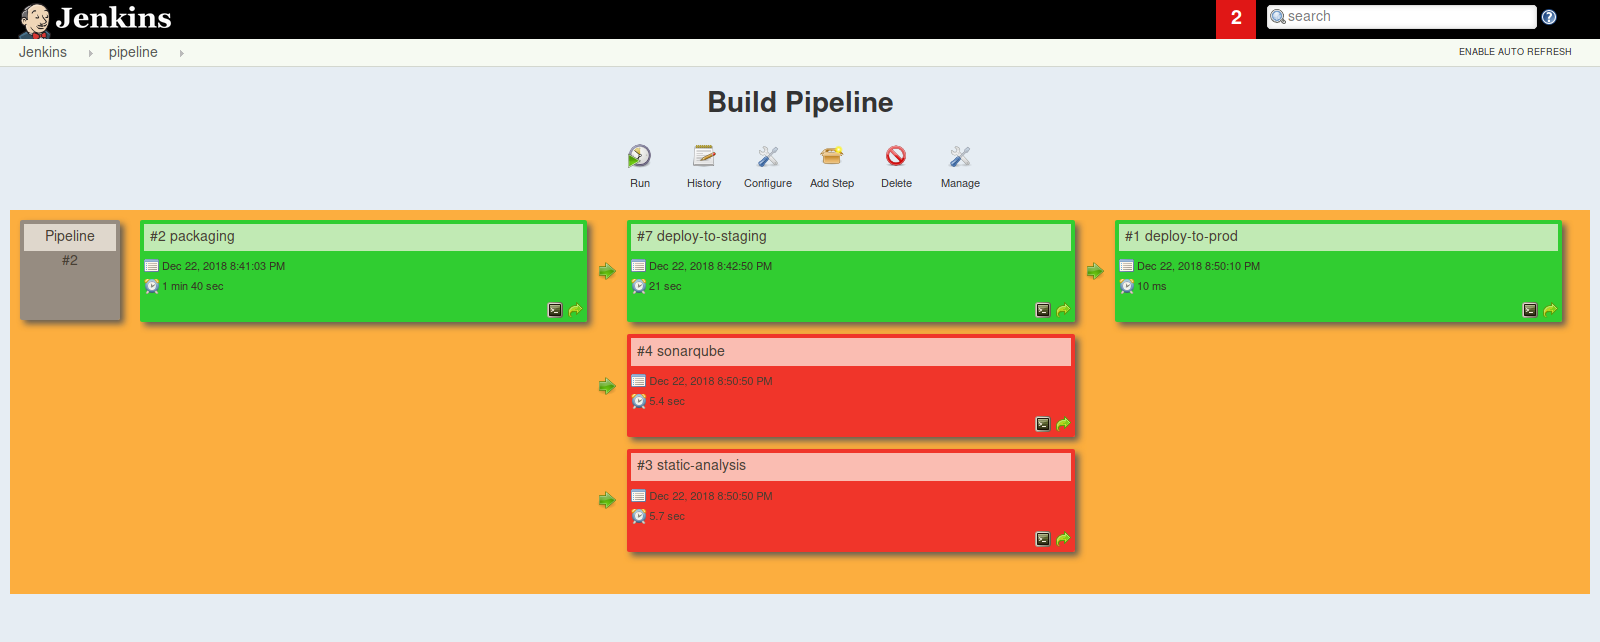 Jenkins
2
search
?
Jenkins
pipeline
ENABLE AUTO REFRESH
Build Pipeline
Run
History
Configure
Add Step
Delete
Manage
Pipeline
#2
#2 packaging
Dec 22, 2018 8:41:03 PM
1 min 40 sec
#7 deploy-to-staging
Dec 22, 2018 8:42:50 PM
21 sec
#1 deploy-to-prod
Dec 22, 2018 8:50:10 PM
10 ms
#4 sonarqube
Dec 22, 2018 8:50:50 PM
5.4 sec
#3 static-analysis
Dec 22, 2018 8:50:50 PM
5.7 sec